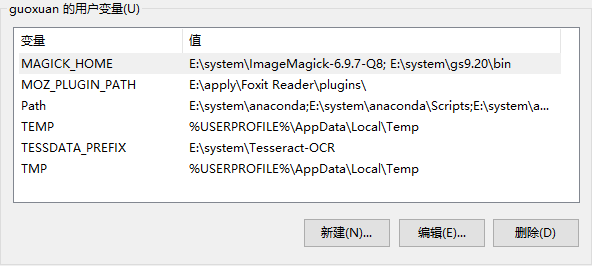 guoxuan 的用户变量(U)
变量 值
MAGICK_HOME E:\system\ImageMagick-6.9.7-Q8; E:\system\gs9.20\bin
MOZ_PLUGIN_PATH E:\apply\Foxit Reader\plugins\
Path E:\system\anaconda;E:\system\anaconda\Scripts;E:\system\a...
TEMP %USERPROFILE%\AppData\Local\Temp
TESSDATA_PREFIX E:\system\Tesseract-OCR
TMP %USERPROFILE%\AppData\Local\Temp
新建(N)... 编辑(E)... 删除(D)